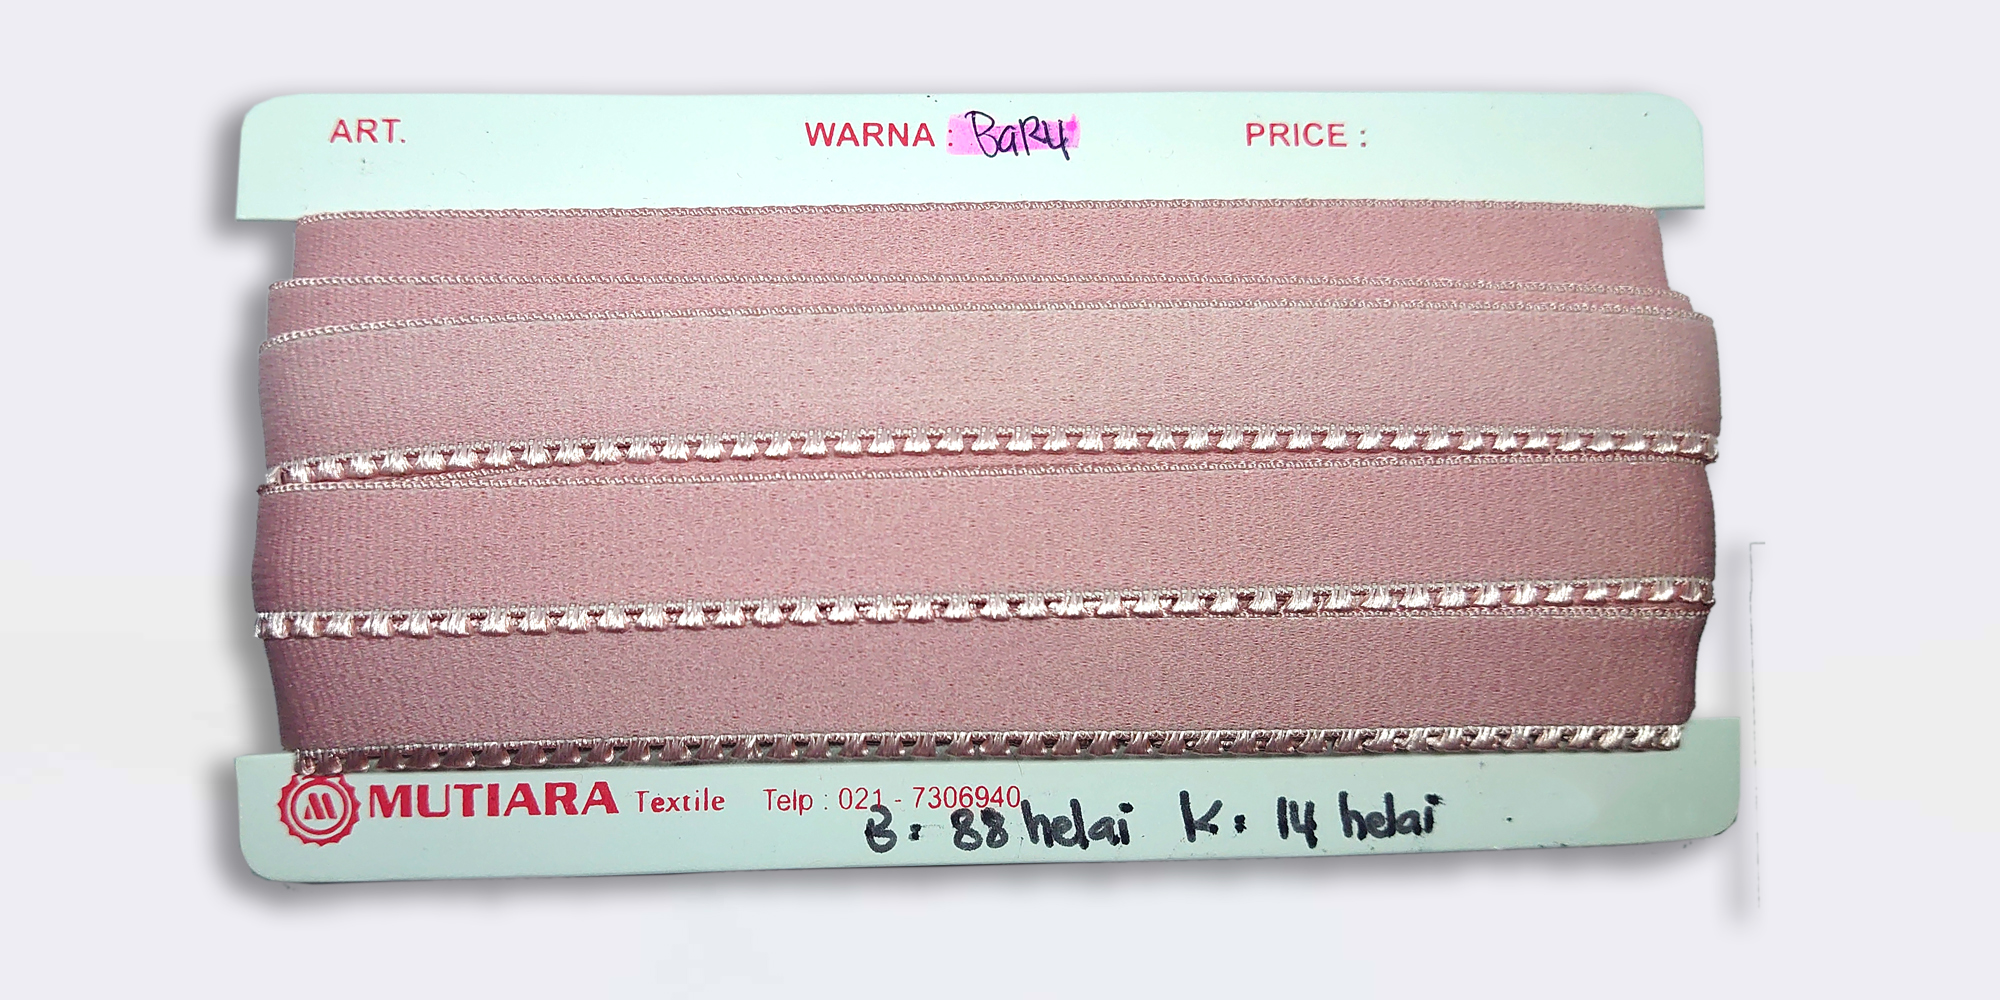 ART. WARNA : BaRu PRICE :
MUTIARA Textile Telp : 021 - 7306940
B : 88 helai K : 14 helai